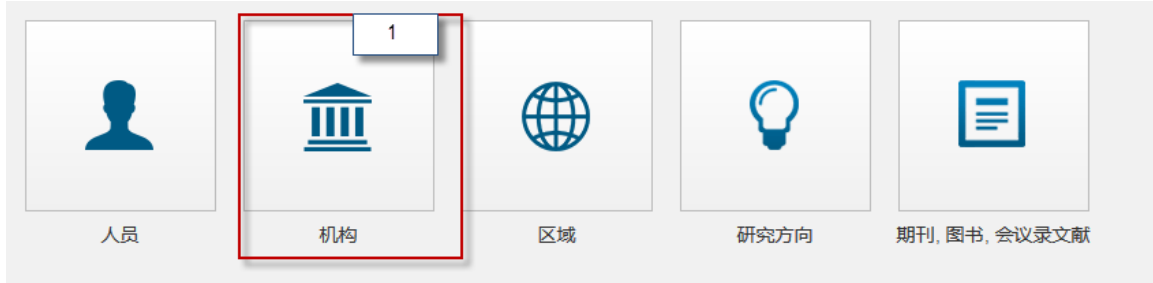 1
人员
机构
区域
研究方向
期刊, 图书, 会议录文献